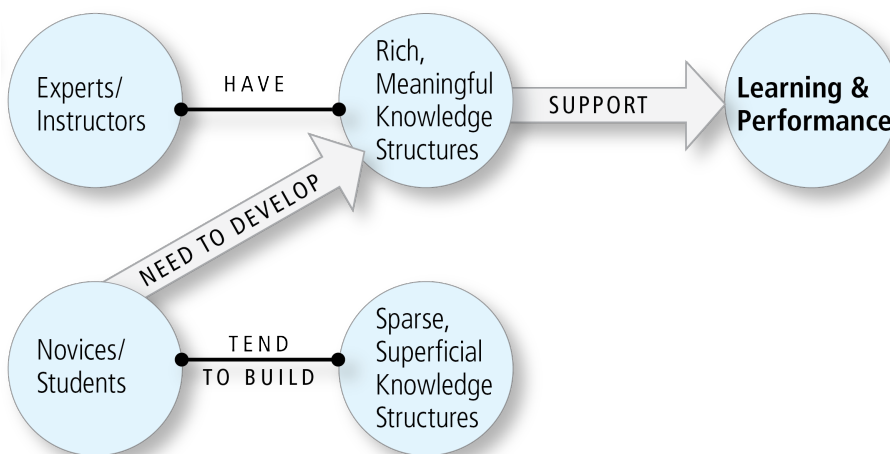 Experts/
Instructors
HAVE
Rich,
Meaningful
Knowledge
Structures
SUPPORT
Learning &
Performance
NEED TO DEVELOP
Novices/
Students
TEND
TO BUILD
Sparse,
Superficial
Knowledge
Structures